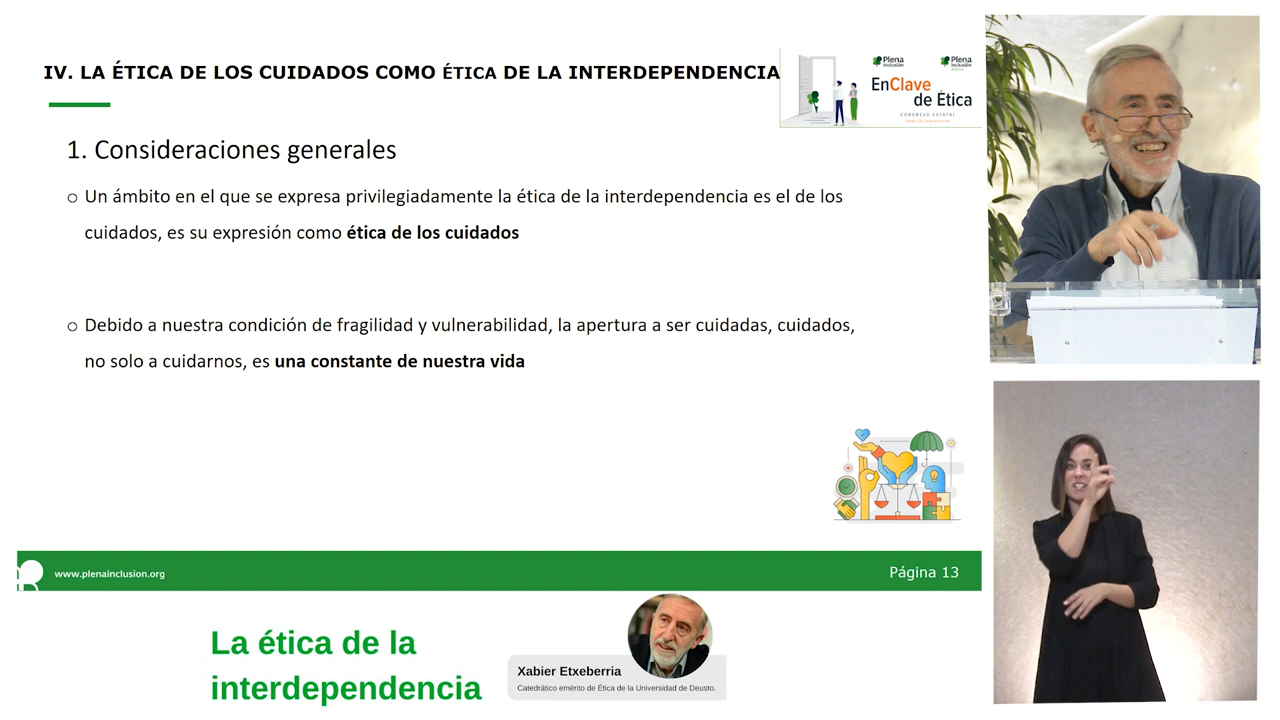 IV. LA ÉTICA DE LOS CUIDADOS COMO ÉTICA DE LA INTERDEPENDENCIA
Plena
inclusión
Plena
inclusión
EnClave
de Ética
CONGRESO ESTATAL
1. Consideraciones generales
○ Un ámbito en el que se expresa privilegiadamente la ética de la interdependencia es el de los
cuidados, es su expresión como ética de los cuidados
○ Debido a nuestra condición de fragilidad y vulnerabilidad, la apertura a ser cuidadas, cuidados,
no solo a cuidarnos, es una constante de nuestra vida
www.plenainclusion.org
Página 13
La ética de la
interdependencia
Xabier Etxeberria
Catedrático emérito de Ética de la Universidad de Deusto.